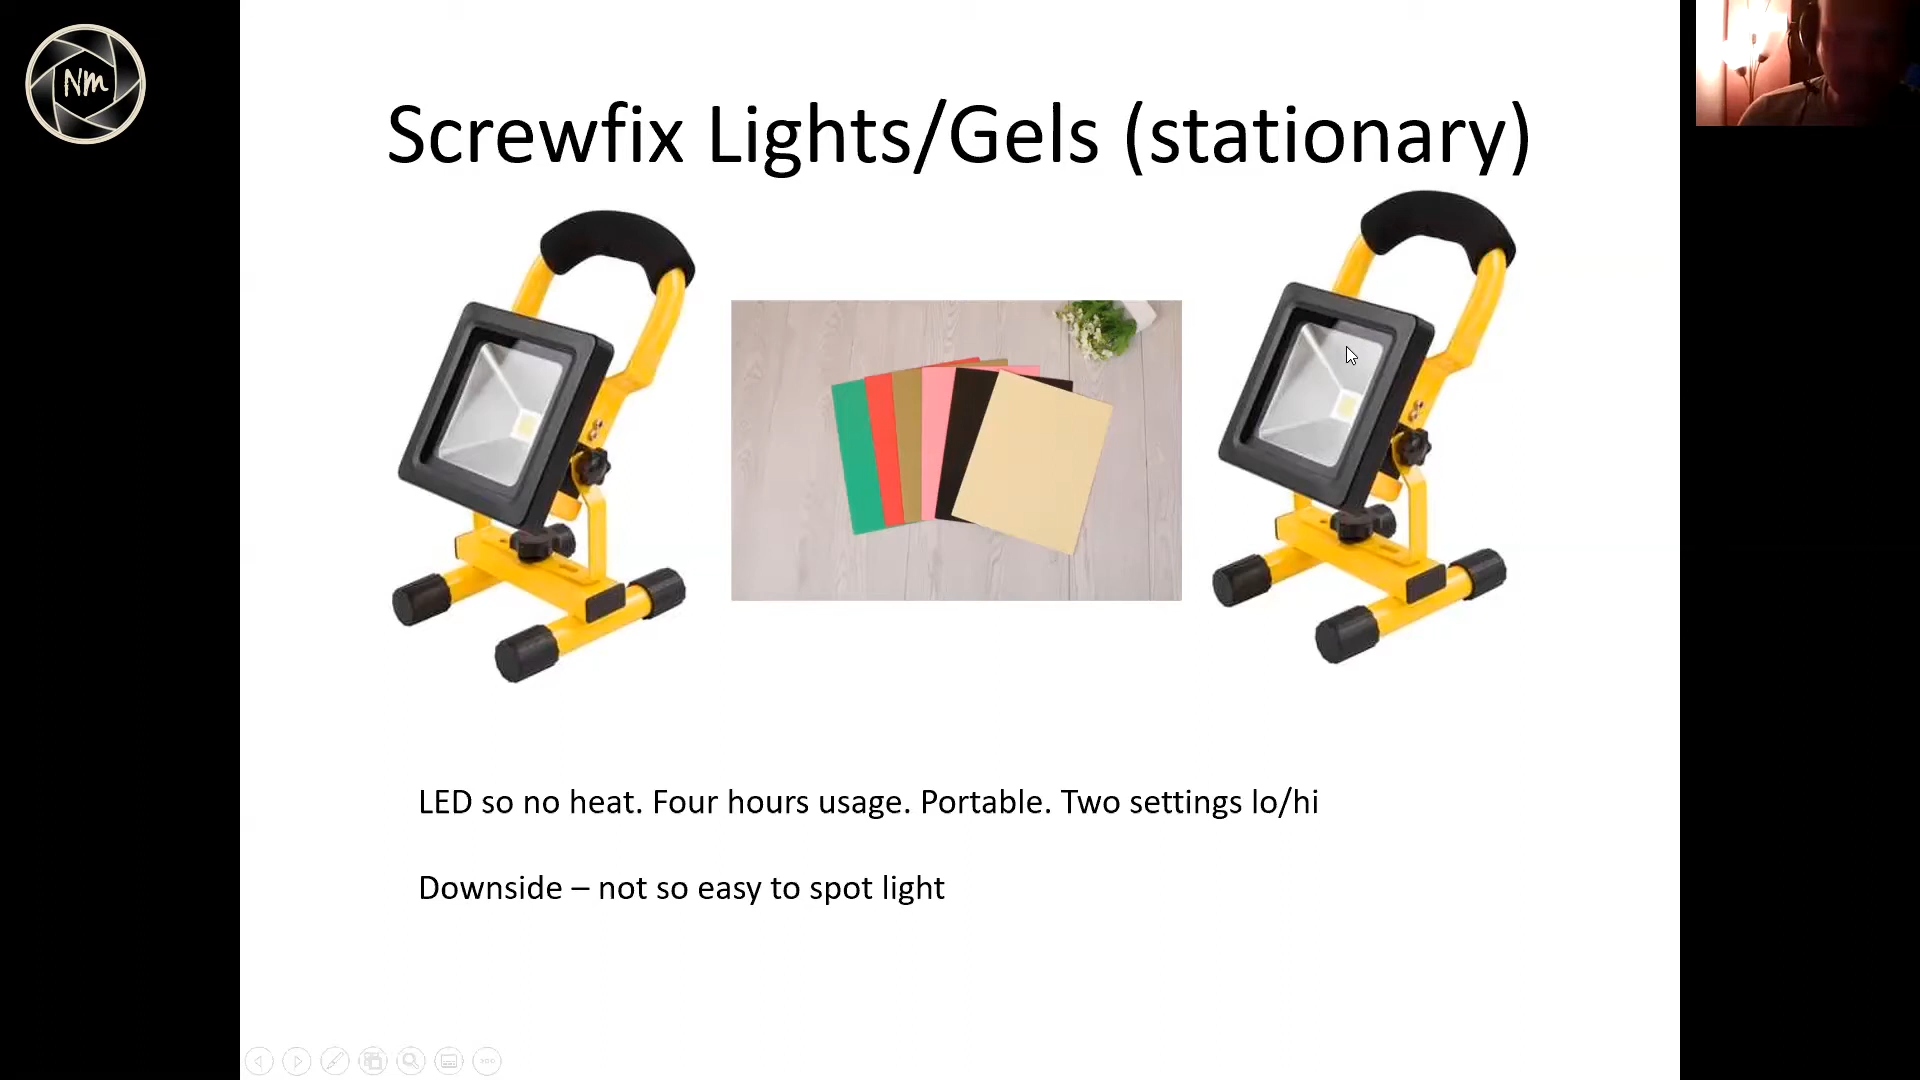 Nm
Screwfix Lights/Gels (stationary)
LED so no heat. Four hours usage. Portable. Two settings lo/hi
Downside – not so easy to spot light